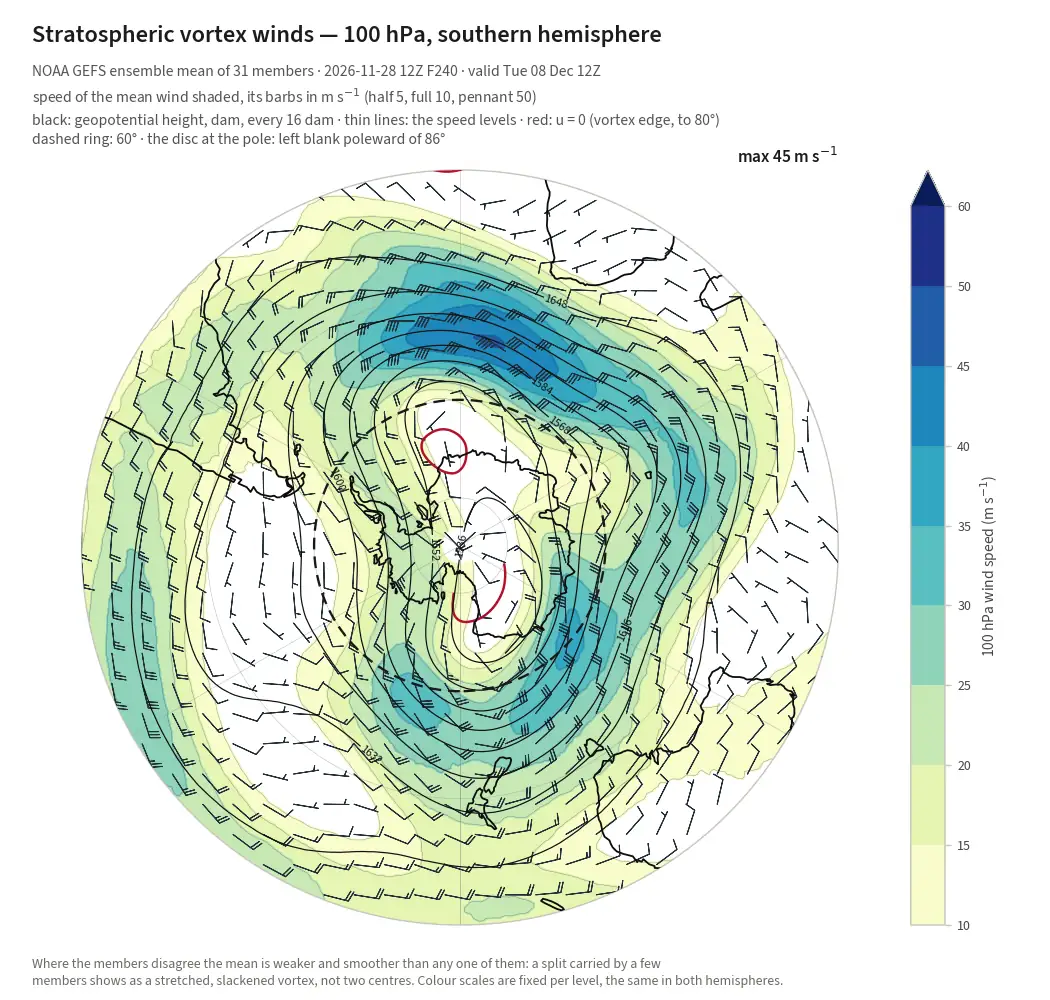 Stratospheric vortex winds — 100 hPa, southern hemisphere
NOAA GEFS ensemble mean of 31 members · 2026-11-28 12Z F240 · valid Tue 08 Dec 12Z
speed of the mean wind shaded, its barbs in m s⁻¹ (half 5, full 10, pennant 50)
black: geopotential height, dam, every 16 dam · thin lines: the speed levels · red: u = 0 (vortex edge, to 80°)
dashed ring: 60° · the disc at the pole: left blank poleward of 86°
max 45 m s⁻¹
60
50
45
40
35
30
25
20
15
10
100 hPa wind speed (m s⁻¹)
1648
1584
1568
1600
1552
1616
1632
Where the members disagree the mean is weaker and smoother than any one of them: a split carried by a few
members shows as a stretched, slackened vortex, not two centres. Colour scales are fixed per level, the same in both hemispheres.